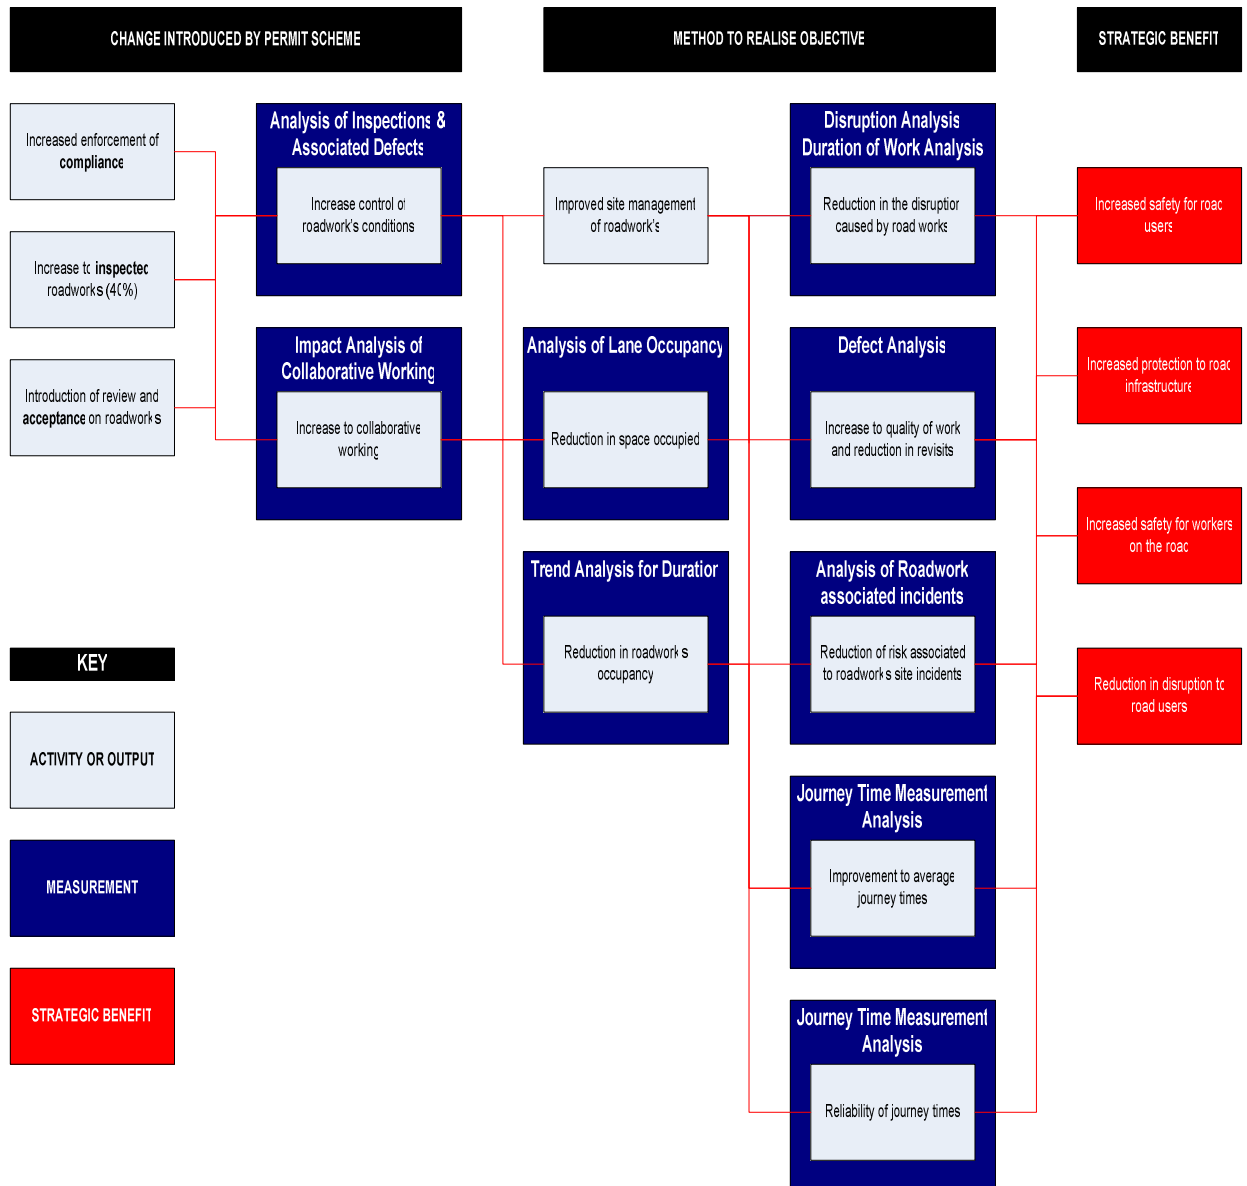 CHANGE INTRODUCED BY PERMIT SCHEME
METHOD TO REALISE OBJECTIVE
STRATEGIC BENEFIT
Increased enforcement of
compliance
Increase to inspected
roadworks (40%)
Introduction of review and
acceptance on roadworks
Analysis of Inspections &
Associated Defects
Increase control of
roadwork's conditions
Impact Analysis of
Collaborative Working
Increase to collaborative
working
Improved site management
of roadwork's
Analysis of Lane Occupancy
Reduction in space occupied
Trend Analysis for Duration
Reduction in roadworks
occupancy
Disruption Analysis
Duration of Work Analysis
Reduction in the disruption
caused by road works
Defect Analysis
Increase to quality of work
and reduction in revisits
Analysis of Roadwork
associated incidents
Reduction of risk associated
to roadworks site incidents
Journey Time Measurement
Analysis
Improvement to average
journey times
Journey Time Measurement
Analysis
Reliability of journey times
Increased safety for road
users
Increased protection to road
infrastructure
Increased safety for workers
on the road
Reduction in disruption to
road users
KEY
ACTIVITY OR OUTPUT
MEASUREMENT
STRATEGIC BENEFIT